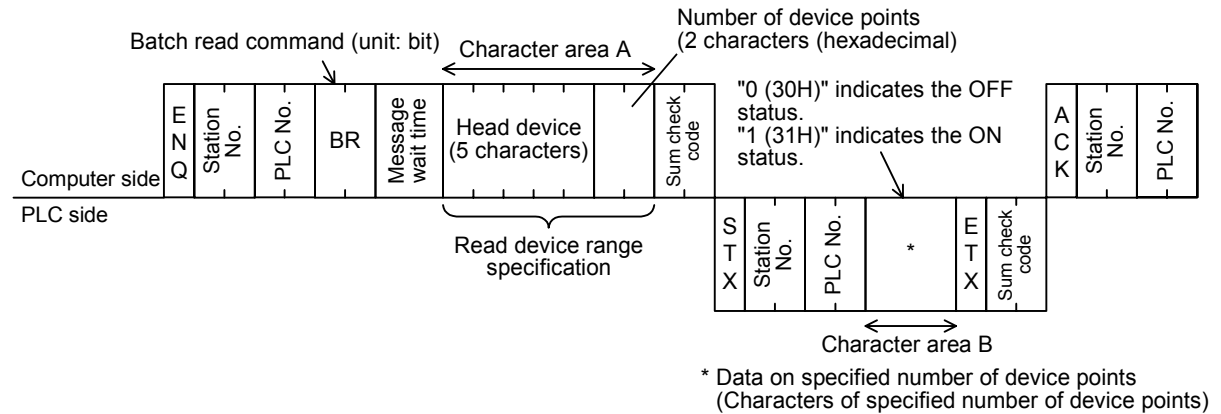 Number of device points
(2 characters (hexadecimal)
Batch read command (unit: bit)
Character area A
"0 (30H)" indicates the OFF
status.
"1 (31H)" indicates the ON
status.
ENQ
Station
No.
PLC No.
BR
Message
wait time
Head device
(5 characters)
Sum check
code
ACK
Station
No.
PLC No.
Computer side
PLC side
Read device range
specification
STX
Station
No.
PLC No.
*
ETX
Sum check
code
Character area B
* Data on specified number of device points
(Characters of specified number of device points)